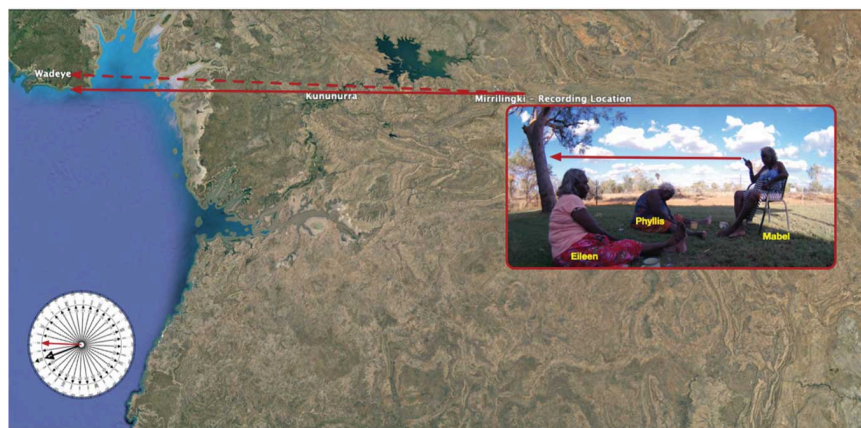 Wadeye
Kununurra
Mirrilingki - Recording Location
Phyllis
Mabel
Eileen